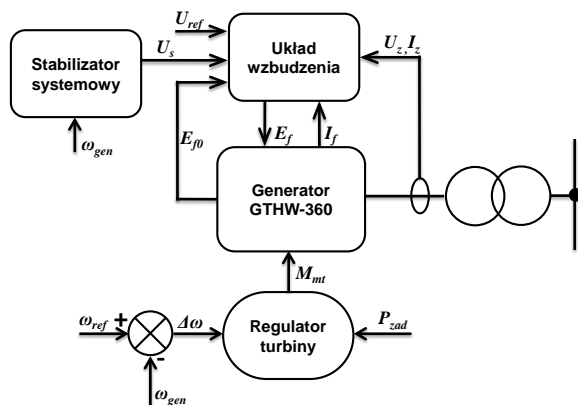 U_ref
U_s
Stabilizator
systemowy
Układ
wzbudzenia
U_z,I_z
ω_gen
E_f0
E_f
I_f
Generator
GTHW-360
M_mt
ω_ref
+
Δω
-
Regulator
turbiny
P_zad
ω_gen